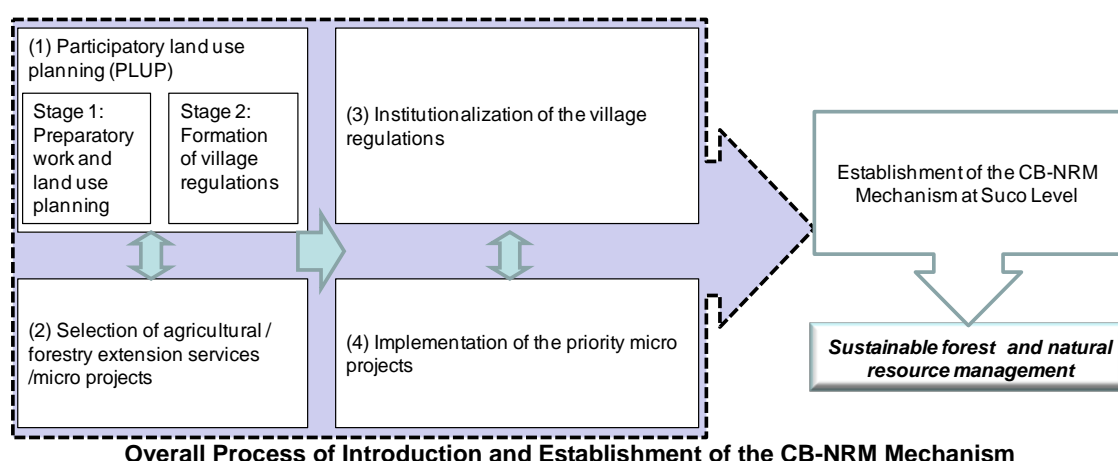 (1) Participatory land use
planning (PLUP)
Stage 1:
Preparatory
work and
land use
planning
Stage 2:
Formation
of village
regulations
(3) Institutionalization of the village
regulations
(2) Selection of agricultural /
forestry extension services
/micro projects
(4) Implementation of the priority micro
projects
Establishment of the CB-NRM
Mechanism at Suco Level
Sustainable forest and natural
resource management
Overall Process of Introduction and Establishment of the CB-NRM Mechanism